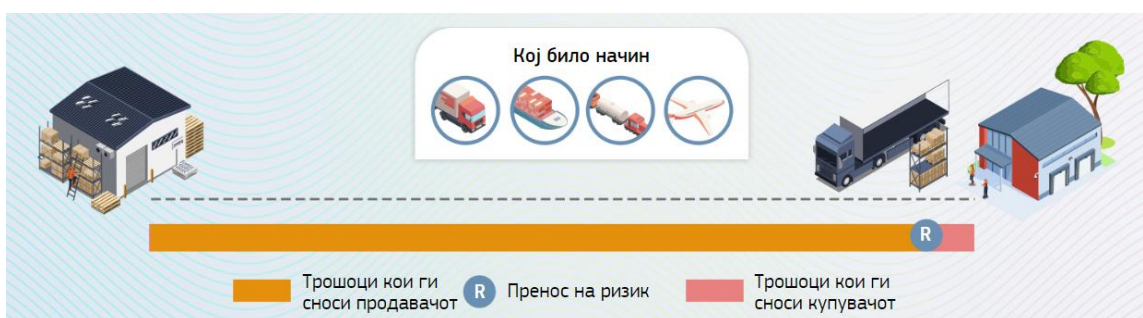 Кој било начин
R
Трошоци кои ги
сноси продавачот
R
Пренос на ризик
Трошоци кои ги
сноси купувачот